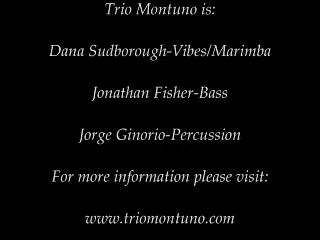 Trio Montuno is:
Dana Sudborough-Vibes/Marimba
Jonathan Fisher-Bass
Jorge Ginorio-Percussion
For more information please visit:
www.triomontuno.com